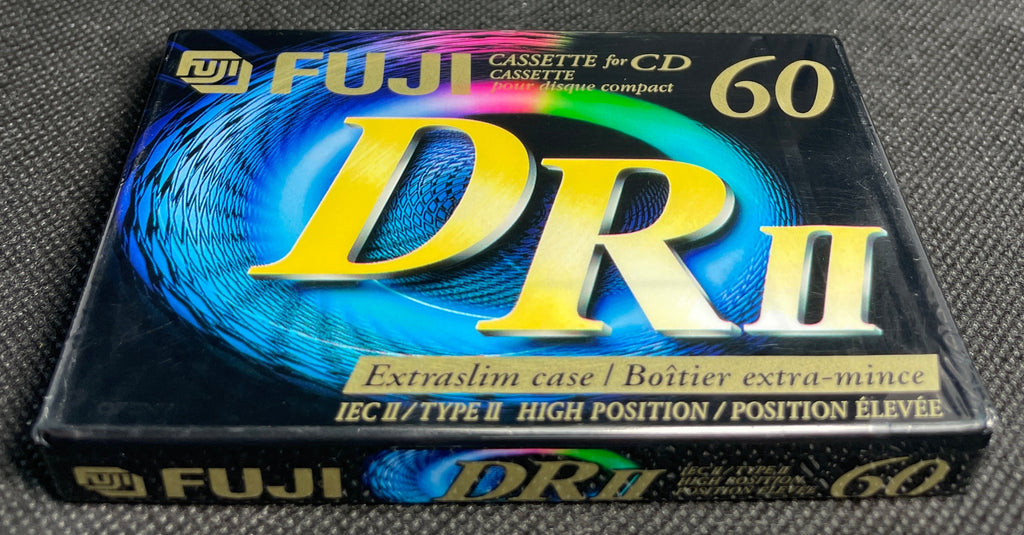 FUJI FUJI CASSETTE for CD 60
CASSETTE
pour disque compact
DR II
Extraslim case / Boîtier extra-mince
IEC II / TYPE II HIGH POSITION / POSITION ÉLEVÉE
FUJI FUJI DR II IEC II / TYPE II 60
HIGH POSITION
POSITION ÉLEVÉE